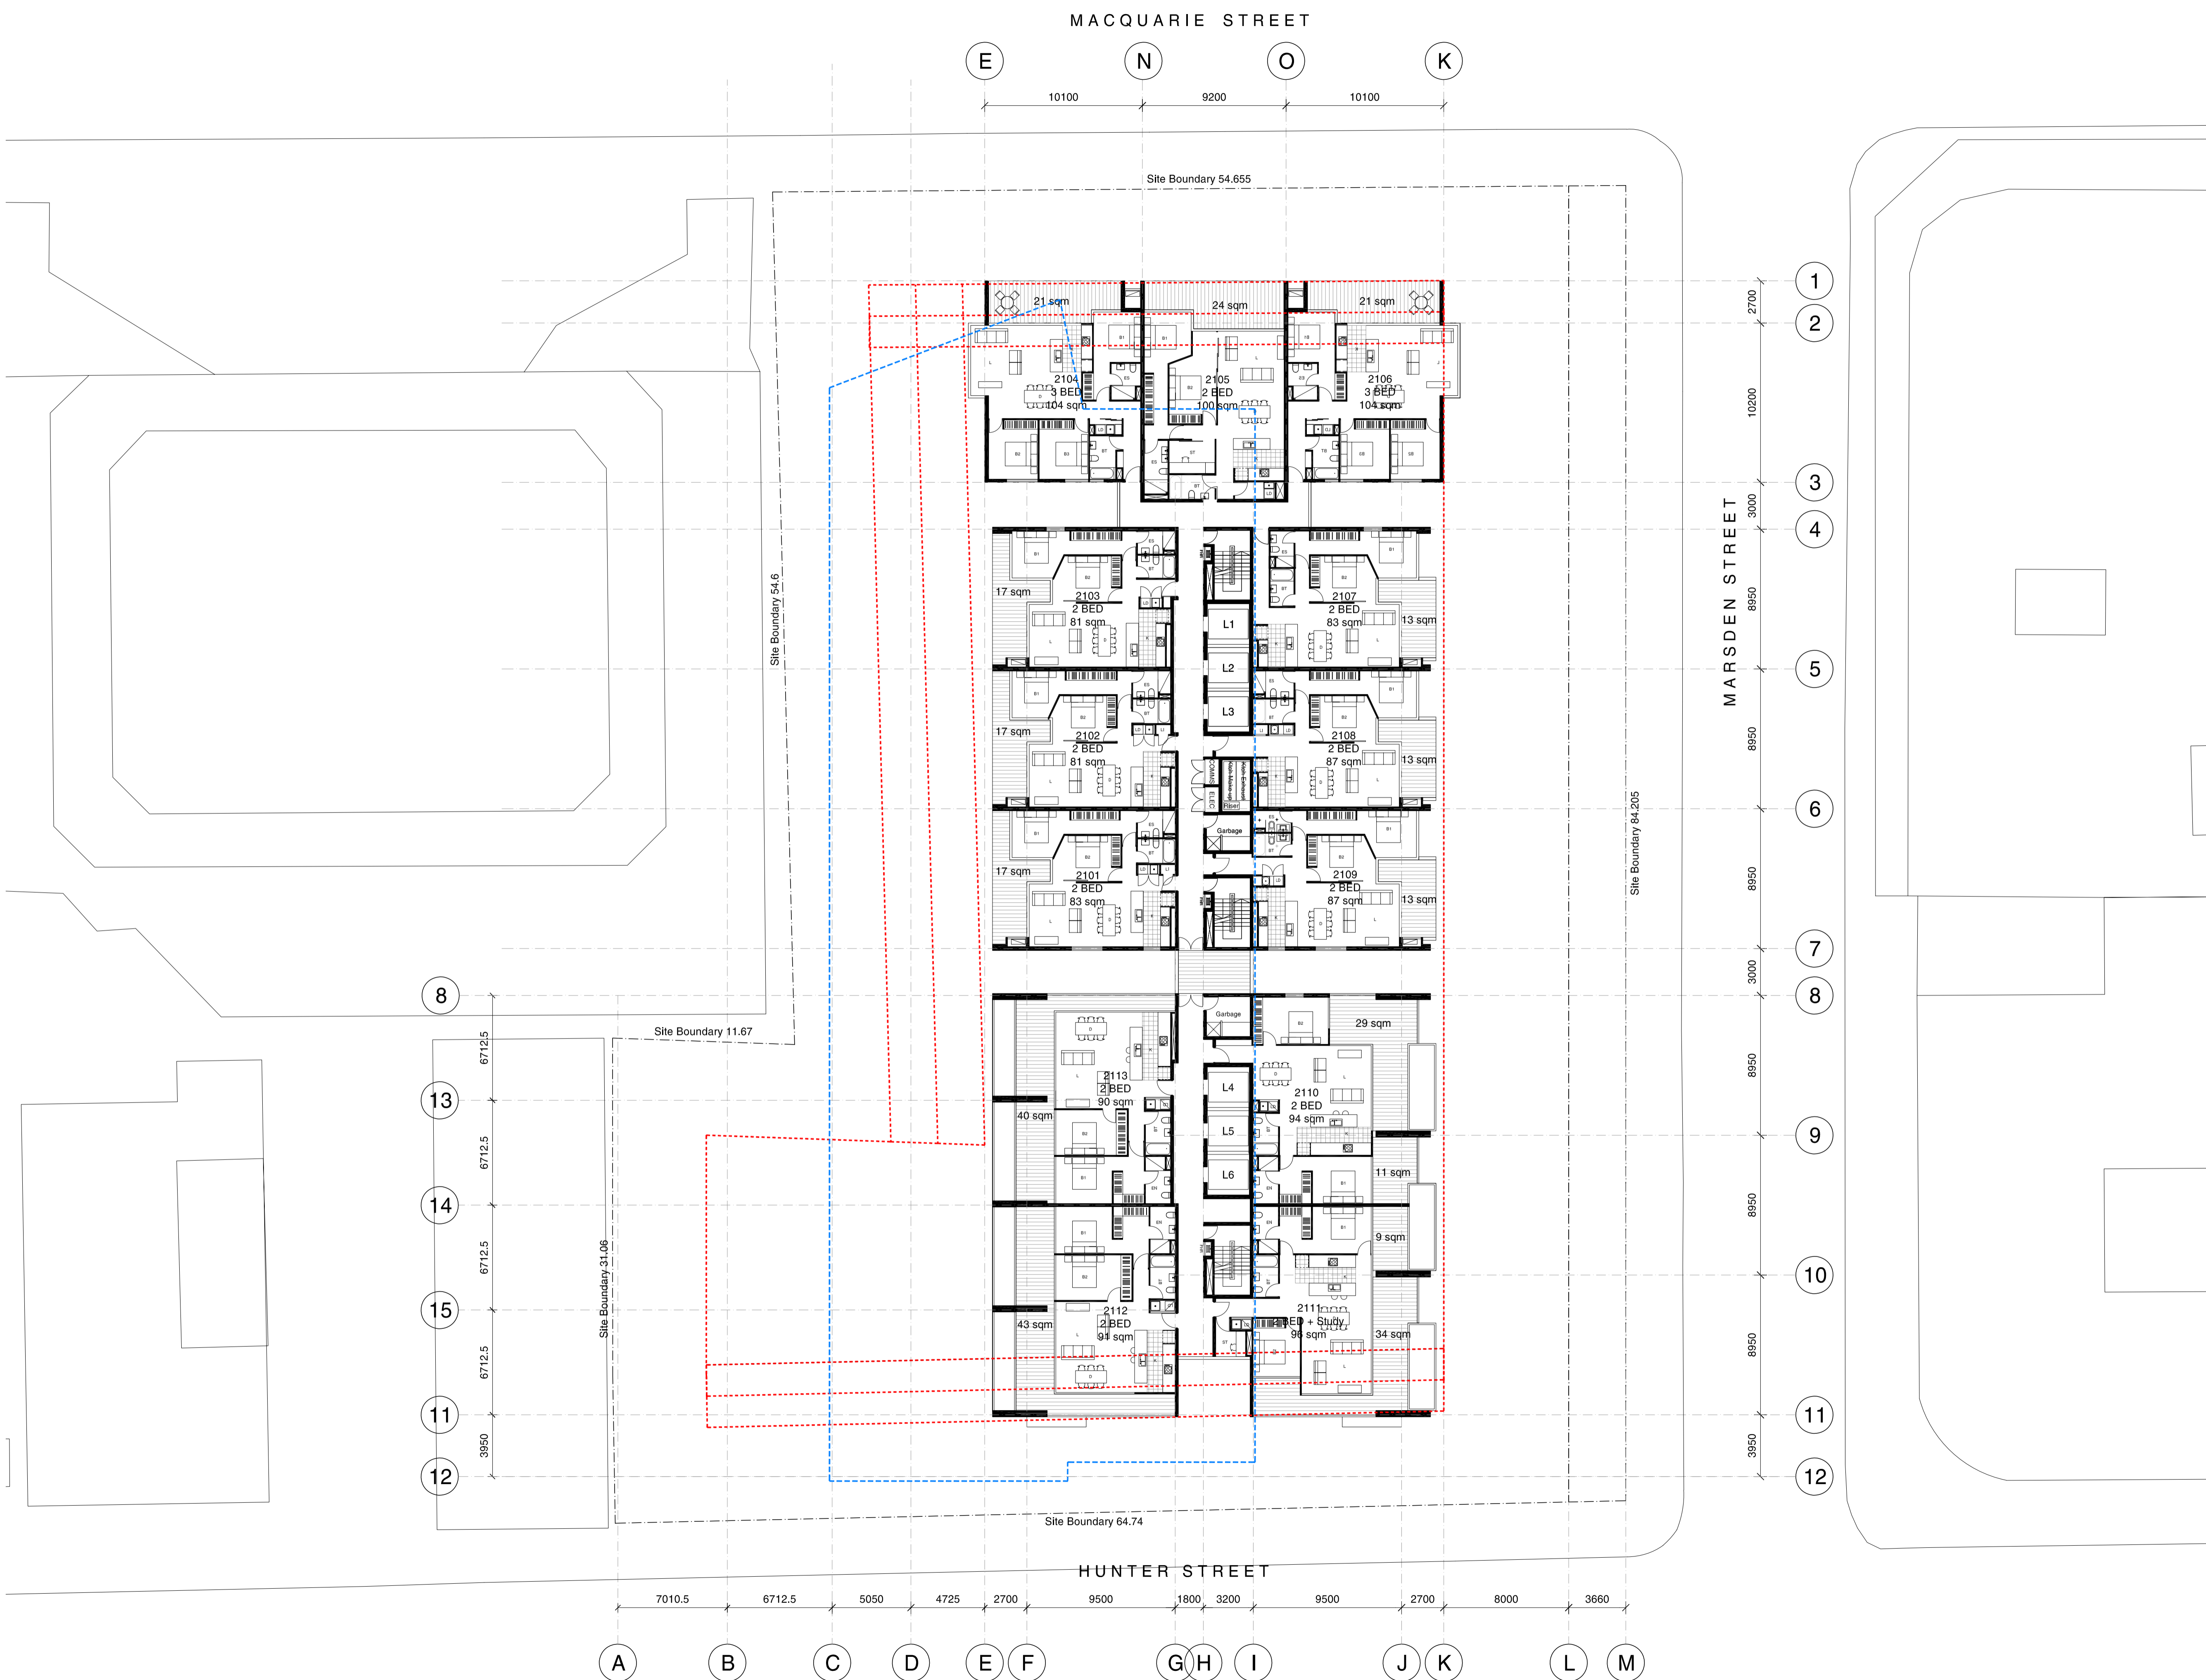 MACQUARIE STREET
E
N
O
K
10100
9200
10100
Site Boundary 54.655
1
2700
2
10200
3
3000
4
8950
5
8950
6
8950
7
3000
8
8950
9
8950
10
8950
11
3950
12
MARSDEN STREET
Site Boundary 84.205
Site Boundary 54.6
Site Boundary 11.67
Site Boundary 31.06
Site Boundary 64.74
21 sqm
24 sqm
21 sqm
2104
3 BED
104 sqm
2105
2 BED
100 sqm
2106
3 BED
104 sqm
17 sqm
2103
2 BED
81 sqm
L1
L2
L3
2107
2 BED
83 sqm
13 sqm
17 sqm
2102
2 BED
81 sqm
COMMS
ELEC
Riser
2108
2 BED
87 sqm
13 sqm
17 sqm
2101
2 BED
83 sqm
Garbage
2109
2 BED
87 sqm
13 sqm
Garbage
29 sqm
2113
2 BED
90 sqm
40 sqm
L4
L5
L6
2110
2 BED
94 sqm
11 sqm
9 sqm
2112
2 BED
91 sqm
43 sqm
2111
2 BED + Study
96 sqm
34 sqm
8
6712.5
13
6712.5
14
6712.5
15
6712.5
11
3950
12
HUNTER STREET
7010.5
6712.5
5050
4725
2700
9500
1800
3200
9500
2700
8000
3660
A
B
C
D
E
F
G
H
I
J
K
L
M